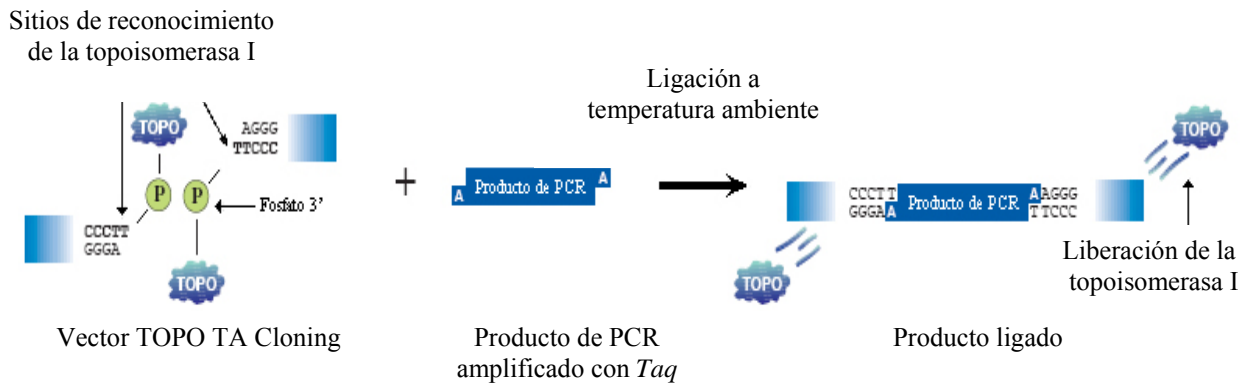 Sitios de reconocimiento
de la topoisomerasa I
TOPO
AGGG
TTCCC
P
P
Fosfato 3’
CCCTT
GGGA
TOPO
Vector TOPO TA Cloning
+
A
Producto de PCR
A
Producto de PCR
amplificado con Taq
Ligación a
temperatura ambiente
TOPO
CCCTT
GGGA
A
Producto de PCR
A
AGGG
TTCCC
TOPO
Liberación de la
topoisomerasa I
Producto ligado